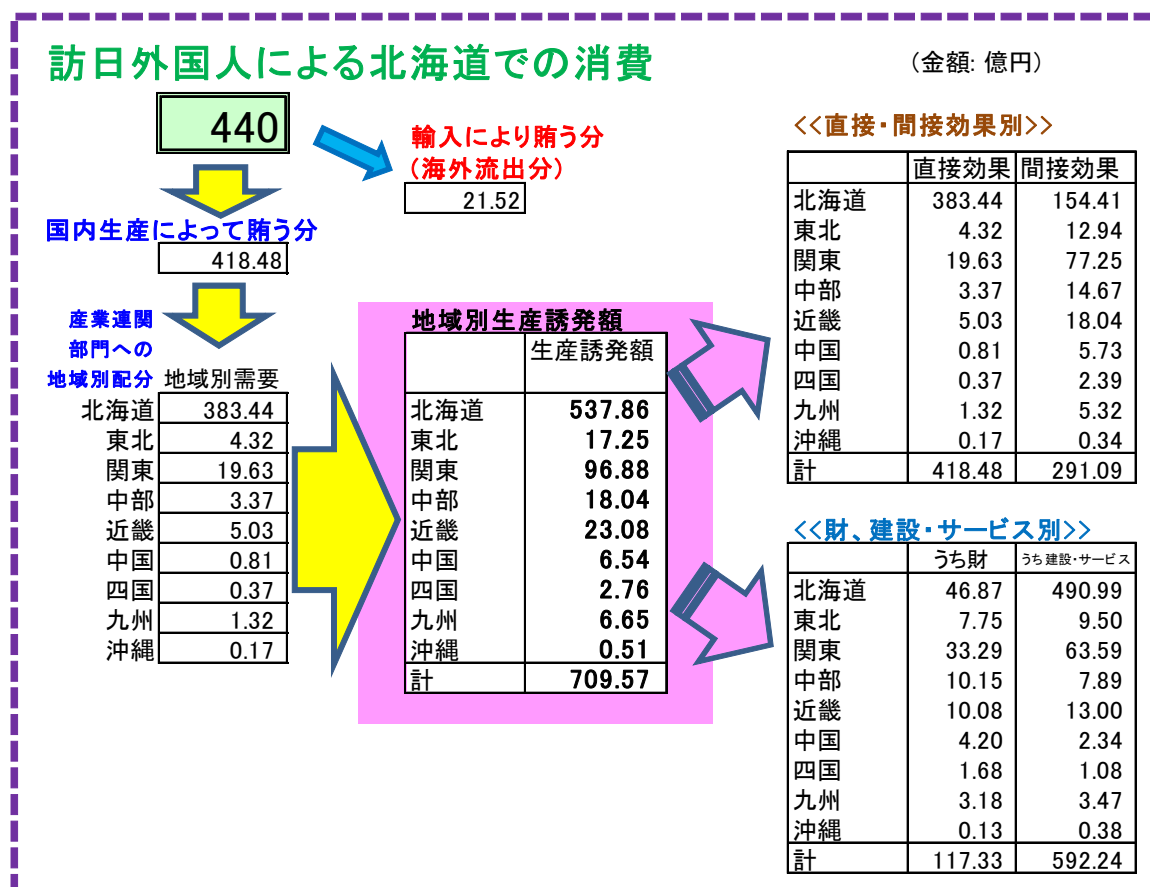 訪日外国人による北海道での消費
（金額: 億円）
440
輸入により賄う分
（海外流出分）
21.52
国内生産によって賄う分
418.48
産業連関
部門への
地域別配分 地域別需要
北海道 383.44
東北 4.32
関東 19.63
中部 3.37
近畿 5.03
中国 0.81
四国 0.37
九州 1.32
沖縄 0.17
地域別生産誘発額
生産誘発額
北海道 537.86
東北 17.25
関東 96.88
中部 18.04
近畿 23.08
中国 6.54
四国 2.76
九州 6.65
沖縄 0.51
計 709.57
<<直接・間接効果別>>
直接効果 間接効果
北海道 383.44 154.41
東北 4.32 12.94
関東 19.63 77.25
中部 3.37 14.67
近畿 5.03 18.04
中国 0.81 5.73
四国 0.37 2.39
九州 1.32 5.32
沖縄 0.17 0.34
計 418.48 291.09
<<財、建設・サービス別>>
うち財 うち建設・サービス
北海道 46.87 490.99
東北 7.75 9.50
関東 33.29 63.59
中部 10.15 7.89
近畿 10.08 13.00
中国 4.20 2.34
四国 1.68 1.08
九州 3.18 3.47
沖縄 0.13 0.38
計 117.33 592.24